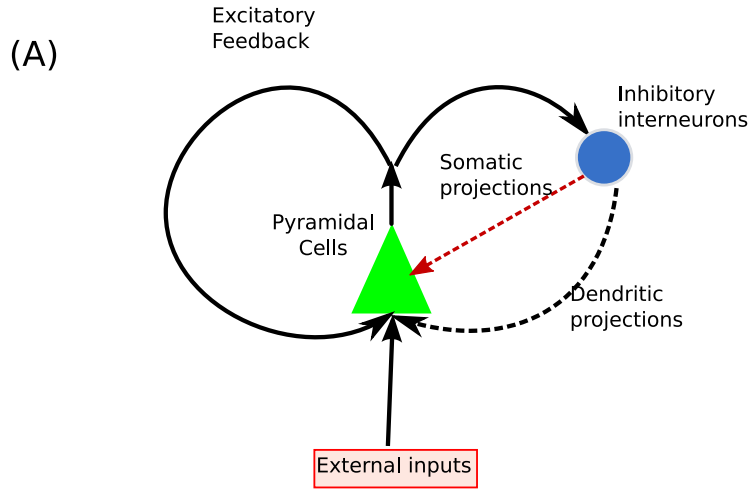 (A)
Excitatory
Feedback
Inhibitory
interneurons
Somatic
projections
Pyramidal
Cells
Dendritic
projections
External inputs